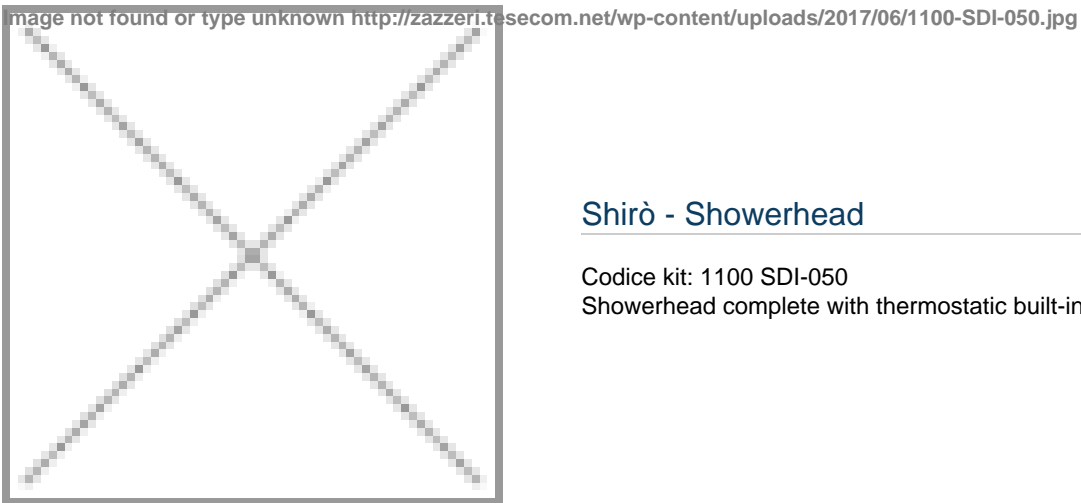 Image not found or type unknown http://zazzeri.tesecom.net/wp-content/uploads/2017/06/1100-SDI-050.jpg
Shirò - Showerhead
Codice kit: 1100 SDI-050
Showerhead complete with thermostatic built-in